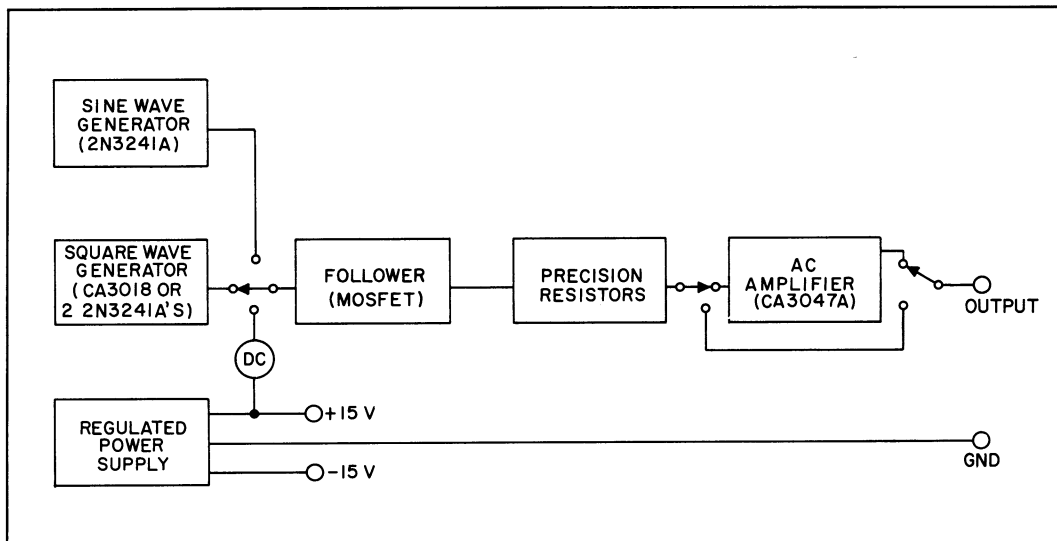 SINE WAVE
GENERATOR
(2N3241A)
SQUARE WAVE
GENERATOR
(CA3018 OR
2 2N3241A'S)
FOLLOWER
(MOSFET)
PRECISION
RESISTORS
AC
AMPLIFIER
(CA3047A)
OUTPUT
DC
REGULATED
POWER
SUPPLY
+15 V
-15 V
GND